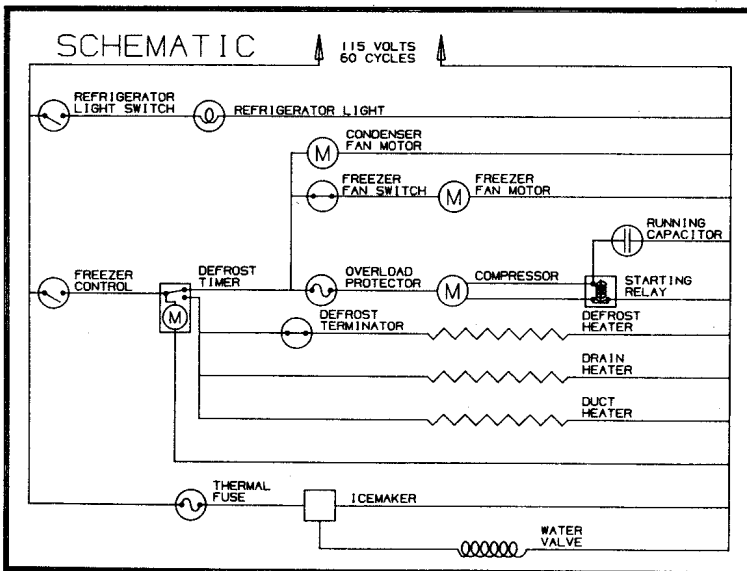 SCHEMATIC
115 VOLTS
60 CYCLES
REFRIGERATOR
LIGHT SWITCH
REFRIGERATOR LIGHT
CONDENSER
FAN MOTOR
M
FREEZER
FAN SWITCH
M
FREEZER
FAN MOTOR
RUNNING
CAPACITOR
FREEZER
CONTROL
DEFROST
TIMER
M
OVERLOAD
PROTECTOR
M
COMPRESSOR
STARTING
RELAY
DEFROST
TERMINATOR
DEFROST
HEATER
DRAIN
HEATER
DUCT
HEATER
THERMAL
FUSE
ICEMAKER
WATER
VALVE